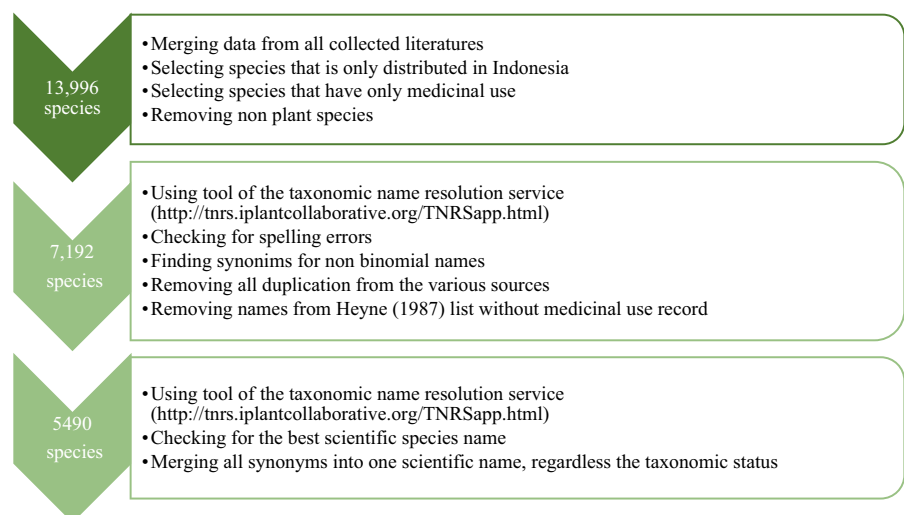 13,996
species
•Merging data from all collected literatures
•Selecting species that is only distributed in Indonesia
•Selecting species that have only medicinal use
•Removing non plant species
7,192
species
•Using tool of the taxonomic name resolution service
(http://tnrs.iplantcollaborative.org/TNRSapp.html)
•Checking for spelling errors
•Finding synonims for non binomial names
•Removing all duplication from the various sources
•Removing names from Heyne (1987) list without medicinal use record
5490
species
•Using tool of the taxonomic name resolution service
(http://tnrs.iplantcollaborative.org/TNRSapp.html)
•Checking for the best scientific species name
•Merging all synonyms into one scientific name, regardless the taxonomic status